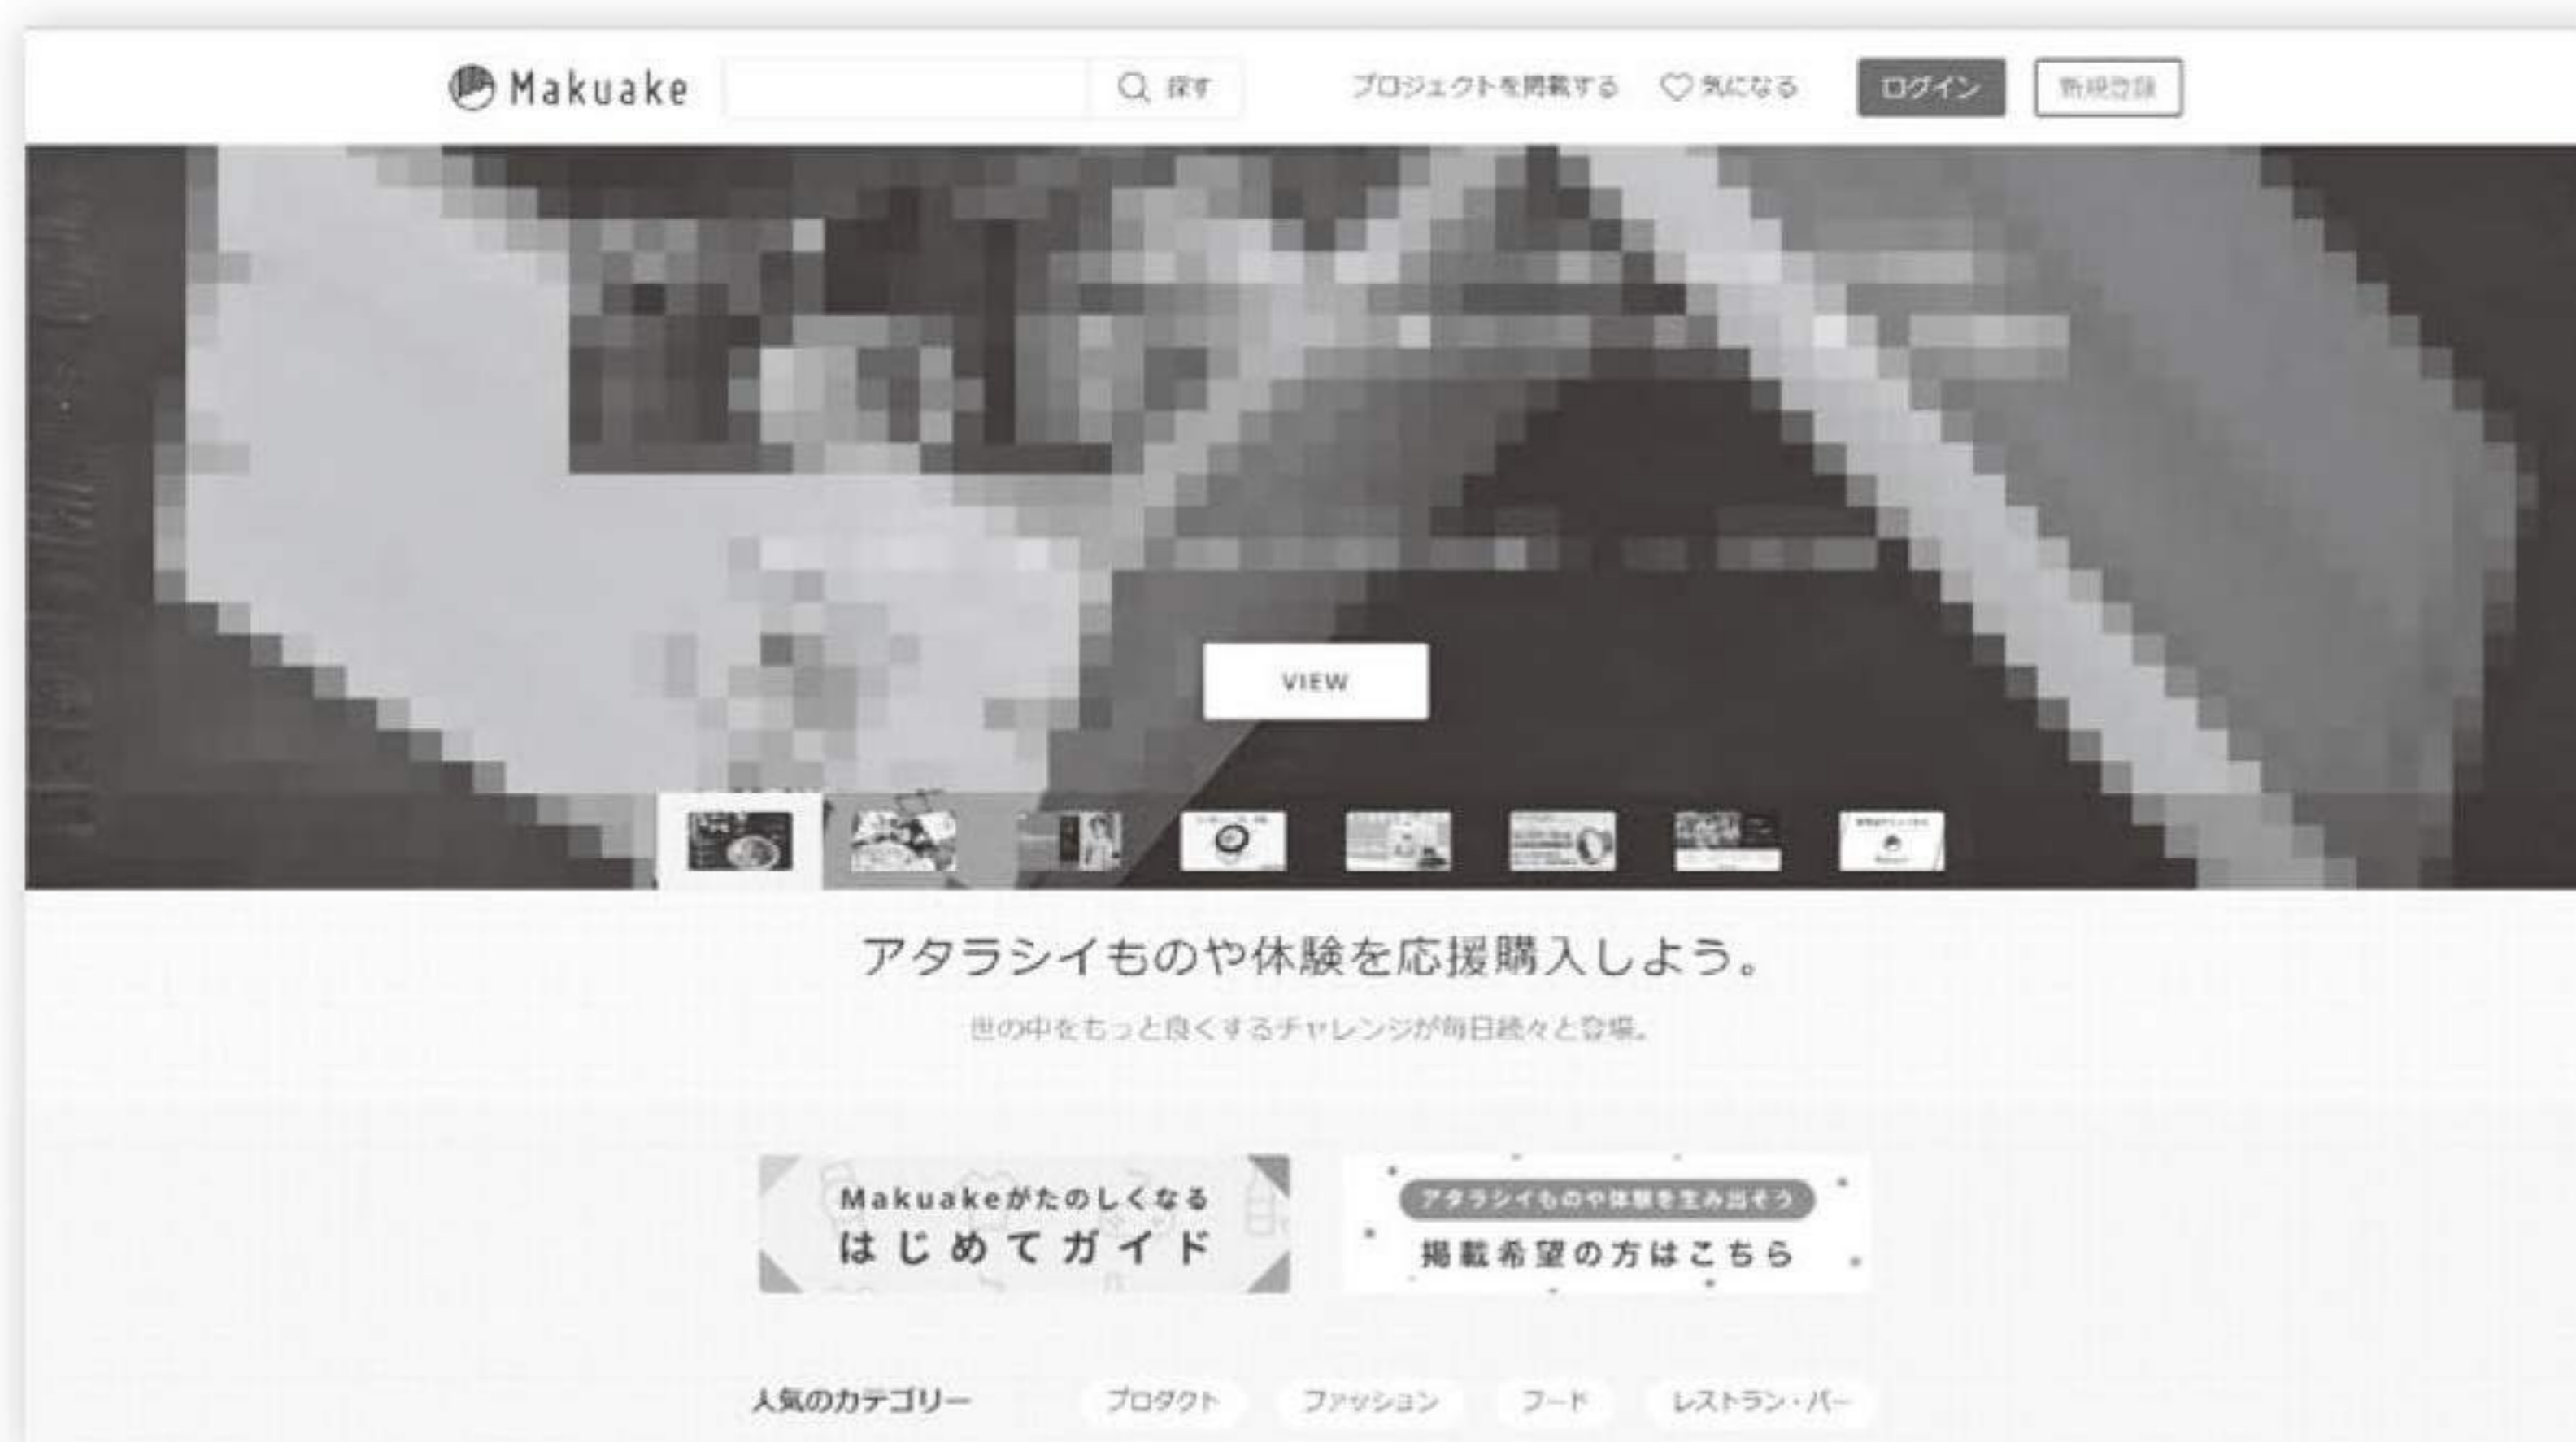 Makuake
探す
プロジェクトを掲載する
気になる
ログイン
新規登録
VIEW
アタラシイものや体験を応援購入しよう。
世の中をもっと良くするチャレンジが毎日続々と登場。
Makuakeがたのしくなる
はじめてガイド
アタラシイものや体験を生み出そう
掲載希望の方はこちら
人気のカテゴリー
プロダクト
ファッション
フード
レストラン・バー